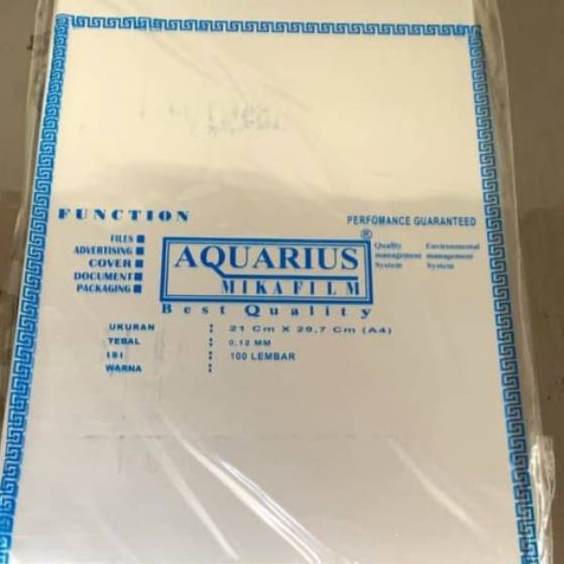 FUNCTION
PERFOMANCE GUARANTEED
FILES
ADVERTISING
COVER
DOCUMENT
PACKAGING
AQUARIUS ®
MIKAFILM
Quality management System
Environmental management System
Best Quality
UKURAN : 21 Cm X 29,7 Cm (A4)
TEBAL : 0.12 MM
ISI : 100 LEMBAR
WARNA :